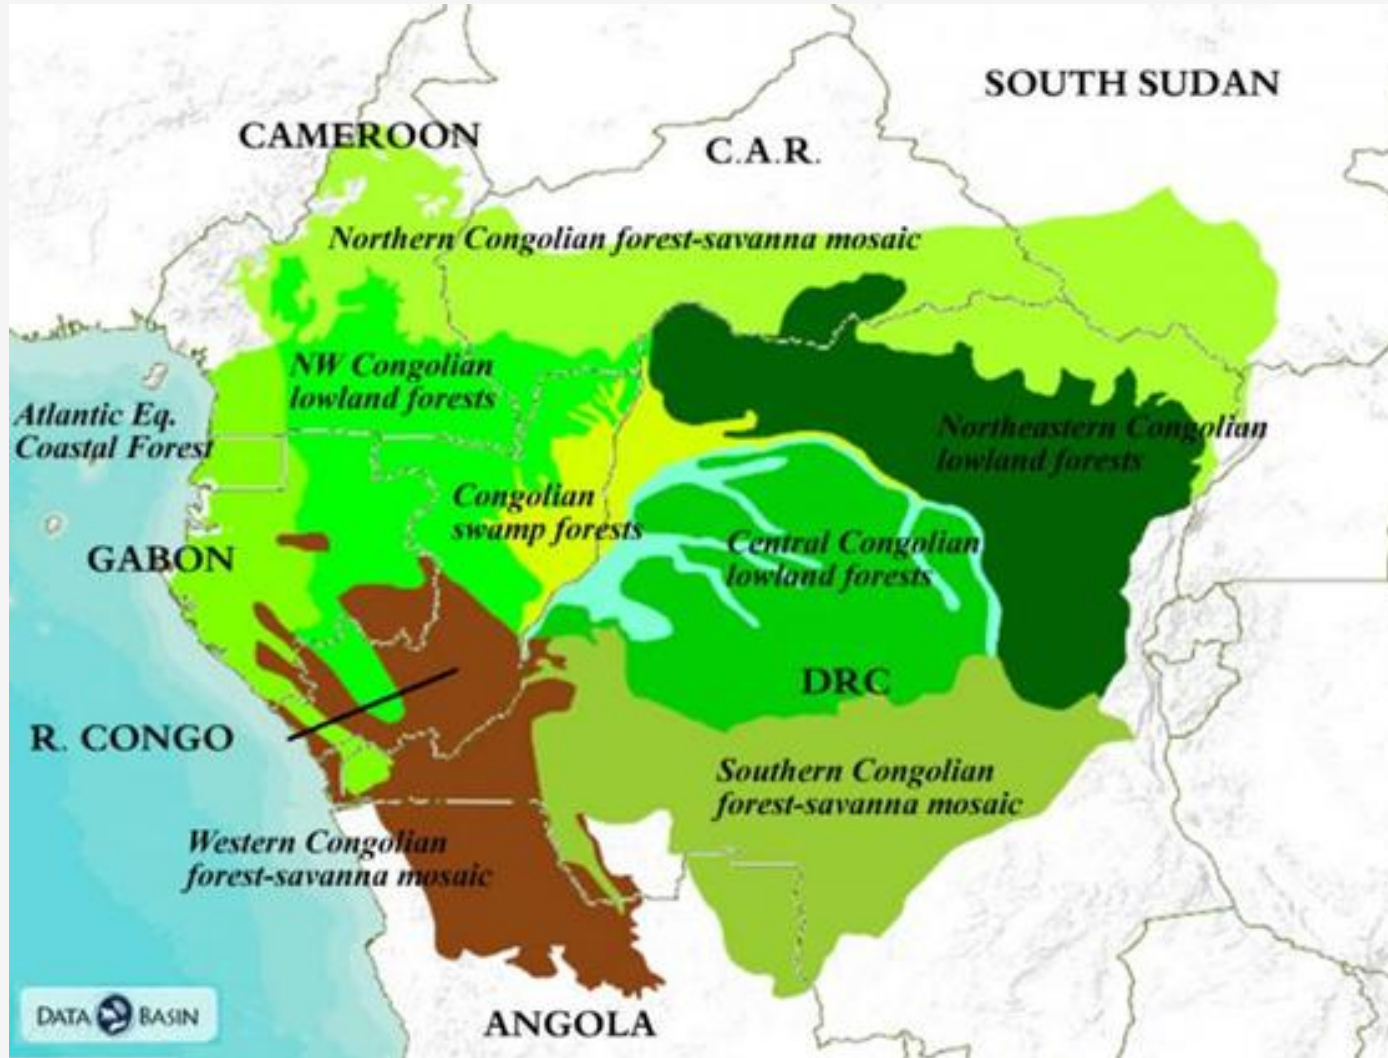 SOUTH SUDAN
CAMEROON
C.A.R.
Northern Congolian forest-savanna mosaic
NW Congolian
lowland forests
Atlantic Eq.
Coastal Forest
Northeastern Congolian
lowland forests
Congolian
swamp forests
Central Congolian
lowland forests
GABON
DRC
R. CONGO
Southern Congolian
forest-savanna mosaic
Western Congolian
forest-savanna mosaic
DATA BASIN
ANGOLA